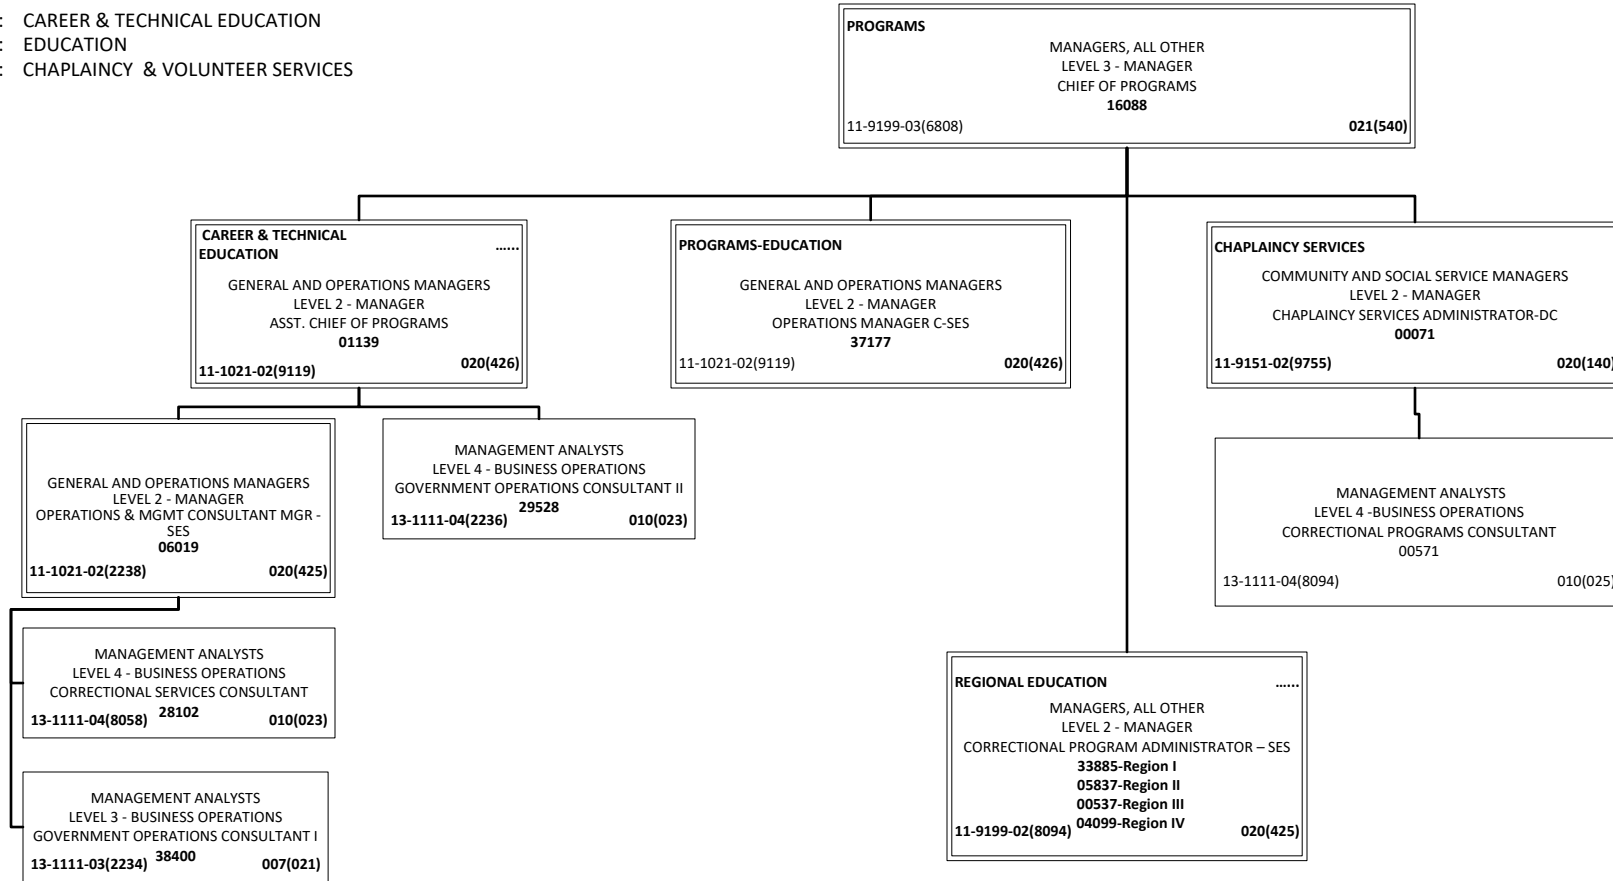 : CAREER & TECHNICAL EDUCATION
: EDUCATION
: CHAPLAINCY & VOLUNTEER SERVICES
PROGRAMS
MANAGERS, ALL OTHER
LEVEL 3 - MANAGER
CHIEF OF PROGRAMS
16088
11-9199-03(6808) 021(540)
CAREER & TECHNICAL
EDUCATION ......
GENERAL AND OPERATIONS MANAGERS
LEVEL 2 - MANAGER
ASST. CHIEF OF PROGRAMS
01139
11-1021-02(9119) 020(426)
PROGRAMS-EDUCATION
GENERAL AND OPERATIONS MANAGERS
LEVEL 2 - MANAGER
OPERATIONS MANAGER C-SES
37177
11-1021-02(9119) 020(426)
CHAPLAINCY SERVICES
COMMUNITY AND SOCIAL SERVICE MANAGERS
LEVEL 2 - MANAGER
CHAPLAINCY SERVICES ADMINISTRATOR-DC
00071
11-9151-02(9755) 020(140)
GENERAL AND OPERATIONS MANAGERS
LEVEL 2 - MANAGER
OPERATIONS & MGMT CONSULTANT MGR -
SES
06019
11-1021-02(2238) 020(425)
MANAGEMENT ANALYSTS
LEVEL 4 - BUSINESS OPERATIONS
GOVERNMENT OPERATIONS CONSULTANT II
29528
13-1111-04(2236) 010(023)
MANAGEMENT ANALYSTS
LEVEL 4 -BUSINESS OPERATIONS
CORRECTIONAL PROGRAMS CONSULTANT
00571
13-1111-04(8094) 010(025)
MANAGEMENT ANALYSTS
LEVEL 4 - BUSINESS OPERATIONS
CORRECTIONAL SERVICES CONSULTANT
28102
13-1111-04(8058) 010(023)
REGIONAL EDUCATION ......
MANAGERS, ALL OTHER
LEVEL 2 - MANAGER
CORRECTIONAL PROGRAM ADMINISTRATOR – SES
33885-Region I
05837-Region II
00537-Region III
04099-Region IV
11-9199-02(8094) 020(425)
MANAGEMENT ANALYSTS
LEVEL 3 - BUSINESS OPERATIONS
GOVERNMENT OPERATIONS CONSULTANT I
38400
13-1111-03(2234) 007(021)